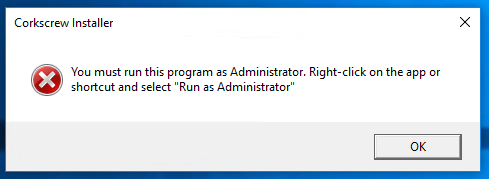 Corkscrew Installer
You must run this program as Administrator. Right-click on the app or
shortcut and select "Run as Administrator"
OK